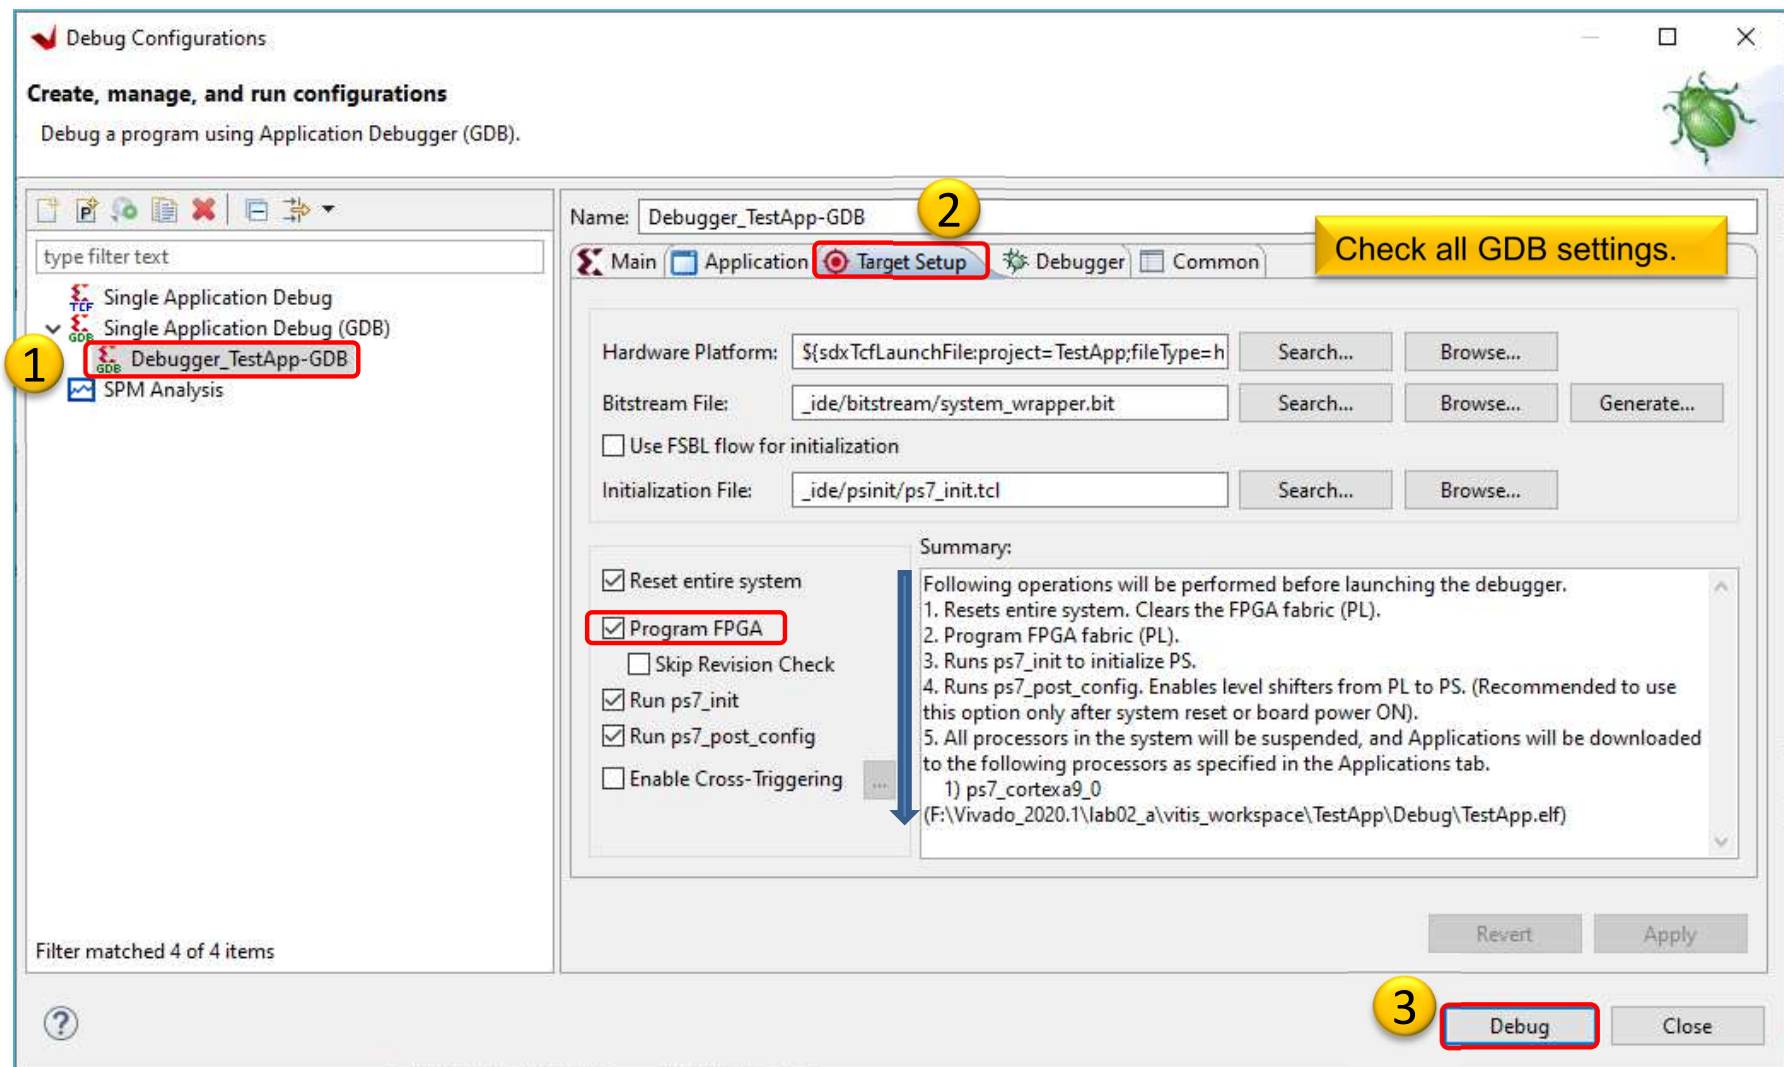 Debug Configurations
Create, manage, and run configurations
Debug a program using Application Debugger (GDB).
P
type filter text
TCF Single Application Debug
GDB Single Application Debug (GDB)
1 GDB Debugger_TestApp-GDB
SPM Analysis
Filter matched 4 of 4 items
Name: Debugger_TestApp-GDB
2
Check all GDB settings.
Main Application Target Setup Debugger Common
Hardware Platform: ${sdxTcfLaunchFile:project=TestApp;fileType=h Search... Browse...
Bitstream File: _ide/bitstream/system_wrapper.bit Search... Browse... Generate...
Use FSBL flow for initialization
Initialization File: _ide/psinit/ps7_init.tcl Search... Browse...
Reset entire system
Program FPGA
Skip Revision Check
Run ps7_init
Run ps7_post_config
Enable Cross-Triggering ...
Summary:
Following operations will be performed before launching the debugger.
1. Resets entire system. Clears the FPGA fabric (PL).
2. Program FPGA fabric (PL).
3. Runs ps7_init to initialize PS.
4. Runs ps7_post_config. Enables level shifters from PL to PS. (Recommended to use
this option only after system reset or board power ON).
5. All processors in the system will be suspended, and Applications will be downloaded
to the following processors as specified in the Applications tab.
1) ps7_cortexa9_0
(F:\Vivado_2020.1\lab02_a\vitis_workspace\TestApp\Debug\TestApp.elf)
Revert Apply
?
3 Debug Close